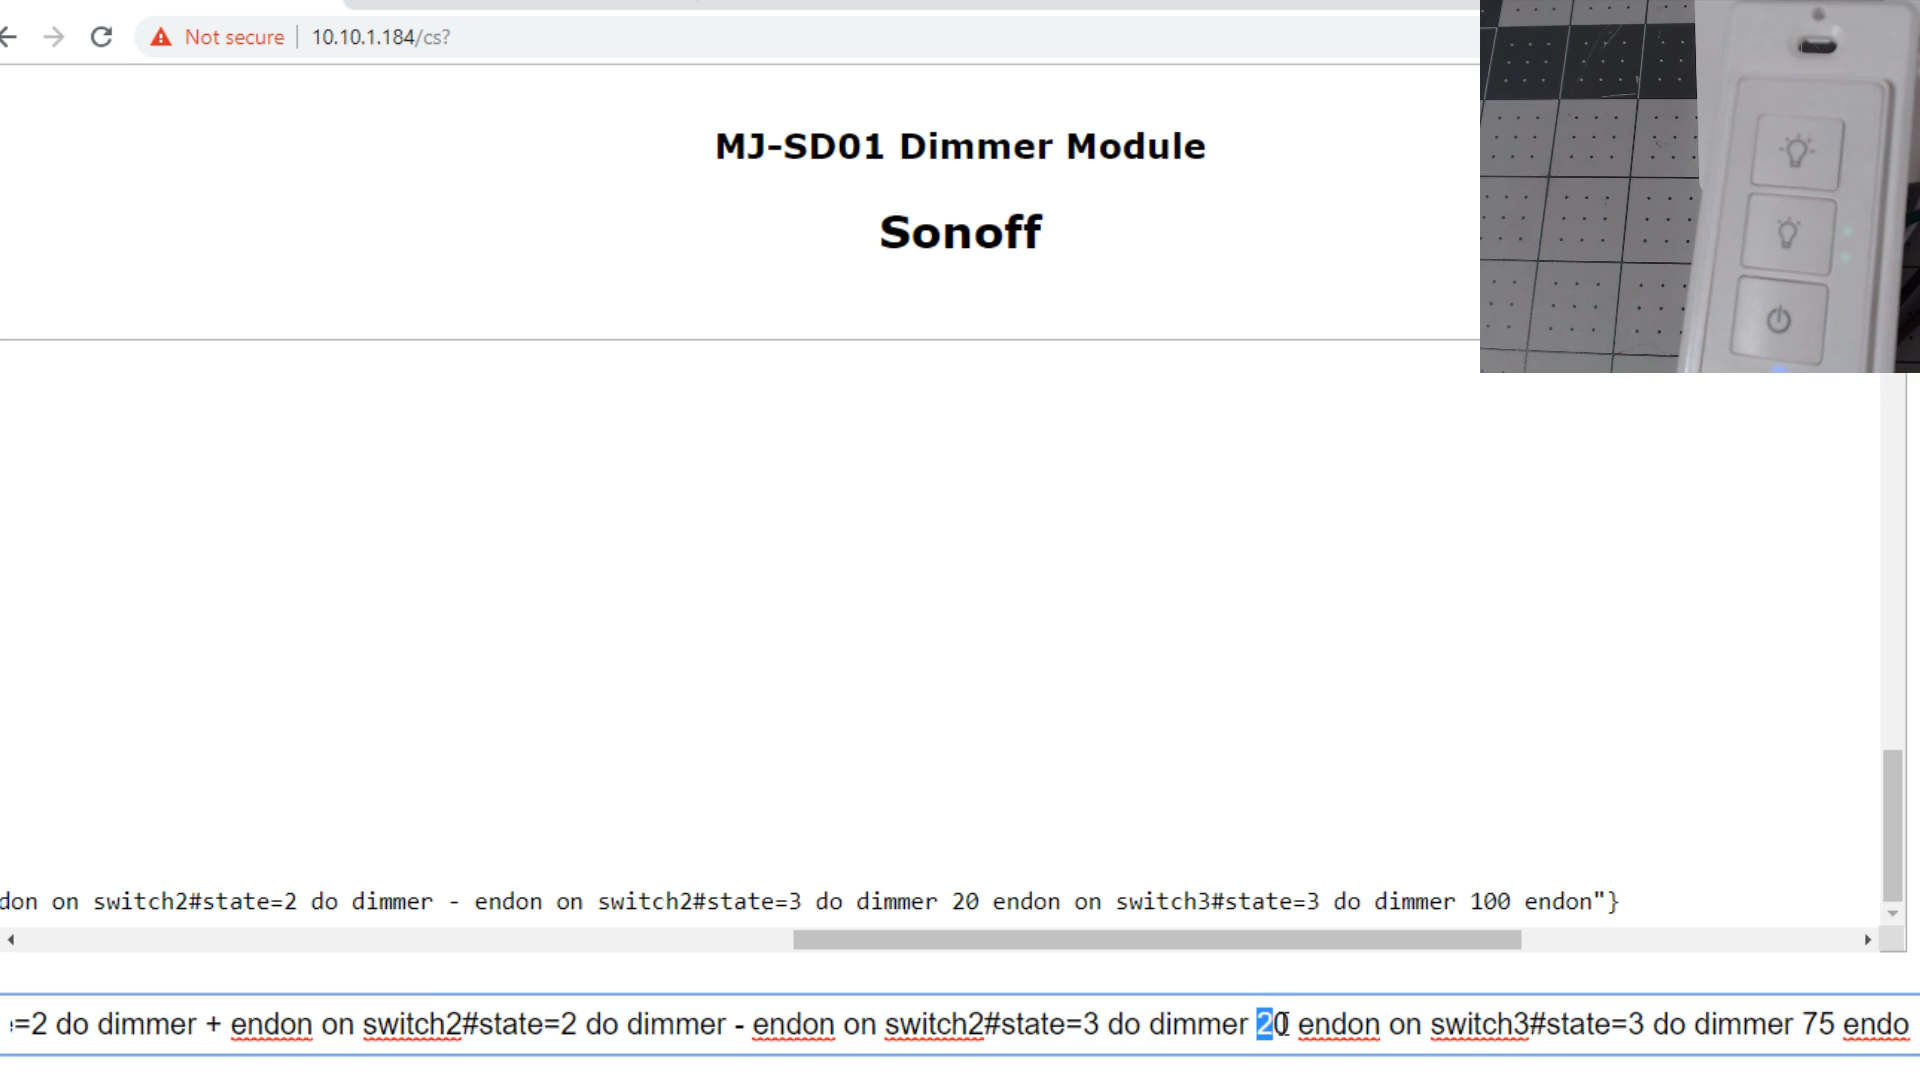 Not secure 10.10.1.184/cs?
MJ-SD01 Dimmer Module
Sonoff
don on switch2#state=2 do dimmer - endon on switch2#state=3 do dimmer 20 endon on switch3#state=3 do dimmer 100 endon"}
=2 do dimmer + endon on switch2#state=2 do dimmer - endon on switch2#state=3 do dimmer 20 endon on switch3#state=3 do dimmer 75 endo